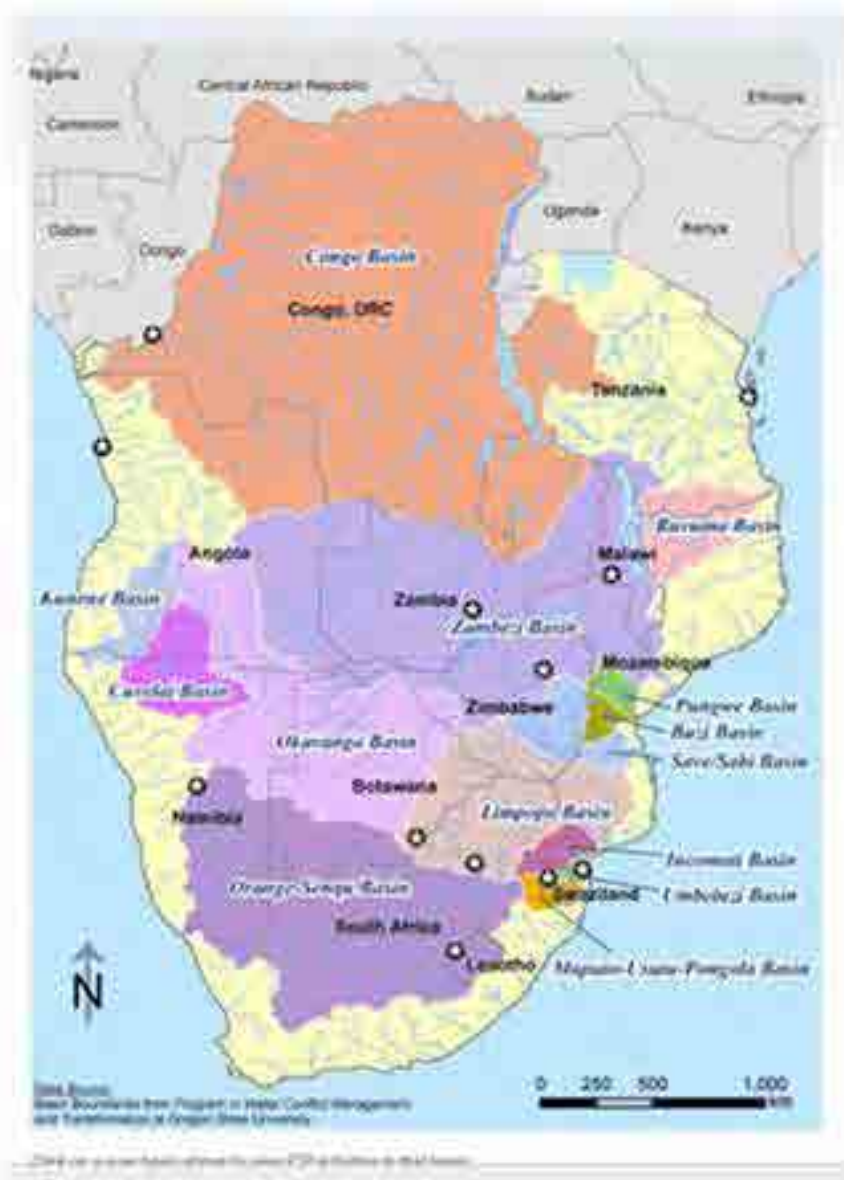 Nigeria
Central African Republic
Sudan
Ethiopia
Cameroon
Uganda
Gabon
Congo
Kenya
Congo Basin
Congo, DRC
Tanzania
Ruvuma Basin
Angola
Malawi
Kunene Basin
Zambia
Zambezi Basin
Mozambique
Cuvelai Basin
Zimbabwe
Pungwe Basin
Buzi Basin
Okavango Basin
Save/Sabi Basin
Botswana
Limpopo Basin
Namibia
Incomati Basin
Orange-Senqu Basin
Swaziland
Umbeluzi Basin
South Africa
Lesotho
Maputo-Usutu-Pongola Basin
N
0 250 500 1,000
km
Data Source:
Basin Boundaries from Program in Water Conflict Management
and Transformation at Oregon State University